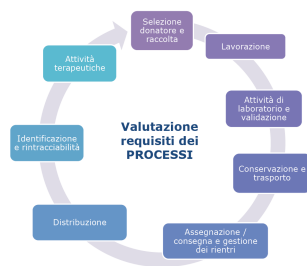 Selezione
donatore e
raccolta
Lavorazione
Attività di
laboratorio e
validazione
Conservazione e
trasporto
Assegnazione /
consegna e gestione
dei rientri
Distribuzione
Identificazione
e rintracciabilità
Attività
terapeutiche
Valutazione
requisiti dei
PROCESSI